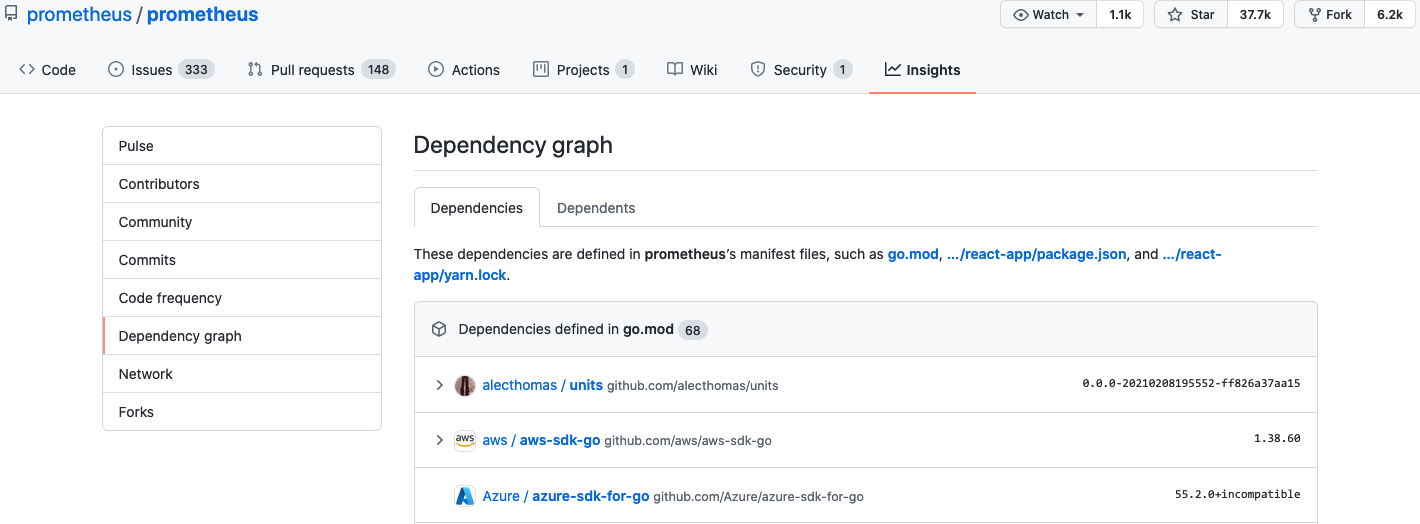 prometheus / prometheus
Watch 1.1k Star 37.7k Fork 6.2k
Code Issues 333 Pull requests 148 Actions Projects 1 Wiki Security 1 Insights
Pulse
Contributors
Community
Commits
Code frequency
Dependency graph
Network
Forks
Dependency graph
Dependencies Dependents
These dependencies are defined in prometheus's manifest files, such as go.mod, .../react-app/package.json, and .../react-
app/yarn.lock.
Dependencies defined in go.mod 68
alecthomas / units github.com/alecthomas/units 0.0.0-20210208195552-ff826a37aa15
aws aws / aws-sdk-go github.com/aws/aws-sdk-go 1.38.60
Azure / azure-sdk-for-go github.com/Azure/azure-sdk-for-go 55.2.0+incompatible